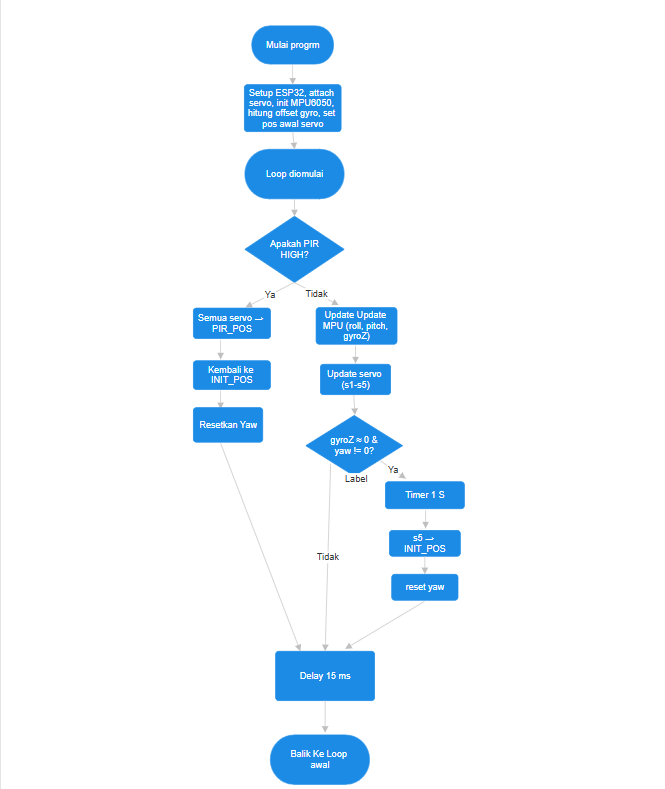 Mulai progrm
Setup ESP32, attach
servo, init MPU6050,
hitung offset gyro, set
pos awal servo
Loop diomulai
Apakah PIR
HIGH?
Ya
Tidak
Semua servo →
PIR_POS
Update Update
MPU (roll, pitch,
gyroZ)
Kembali ke
INIT_POS
Update servo
(s1-s5)
Resetkan Yaw
gyroZ ≈ 0 &
yaw != 0?
Label
Ya
Timer 1 S
s5 →
INIT_POS
Tidak
reset yaw
Delay 15 ms
Balik Ke Loop
awal